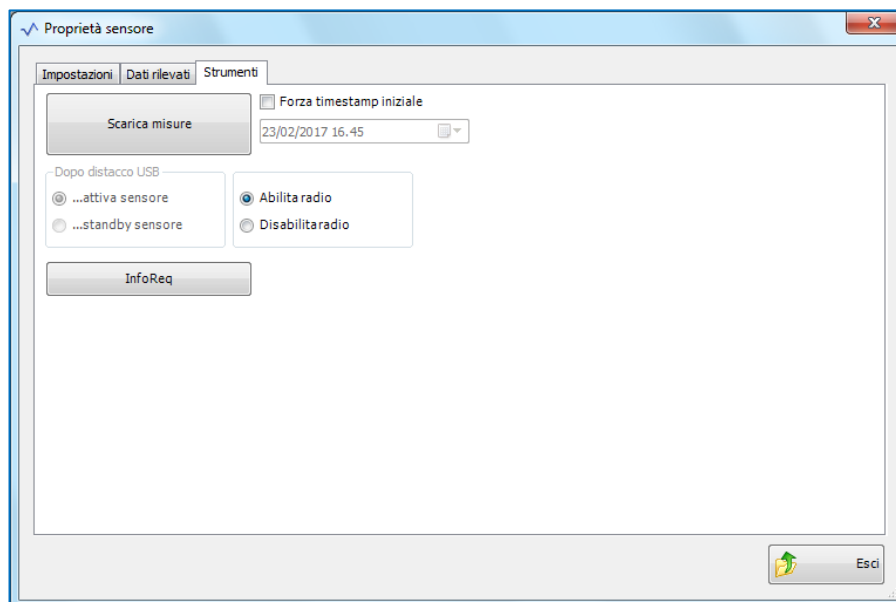 Proprietà sensore
Impostazioni
Dati rilevati
Strumenti
Scarica misure
Forza timestamp iniziale
23/02/2017 16.45
Dopo distacco USB
...attiva sensore
...standby sensore
Abilita radio
Disabilita radio
InfoReq
Esci